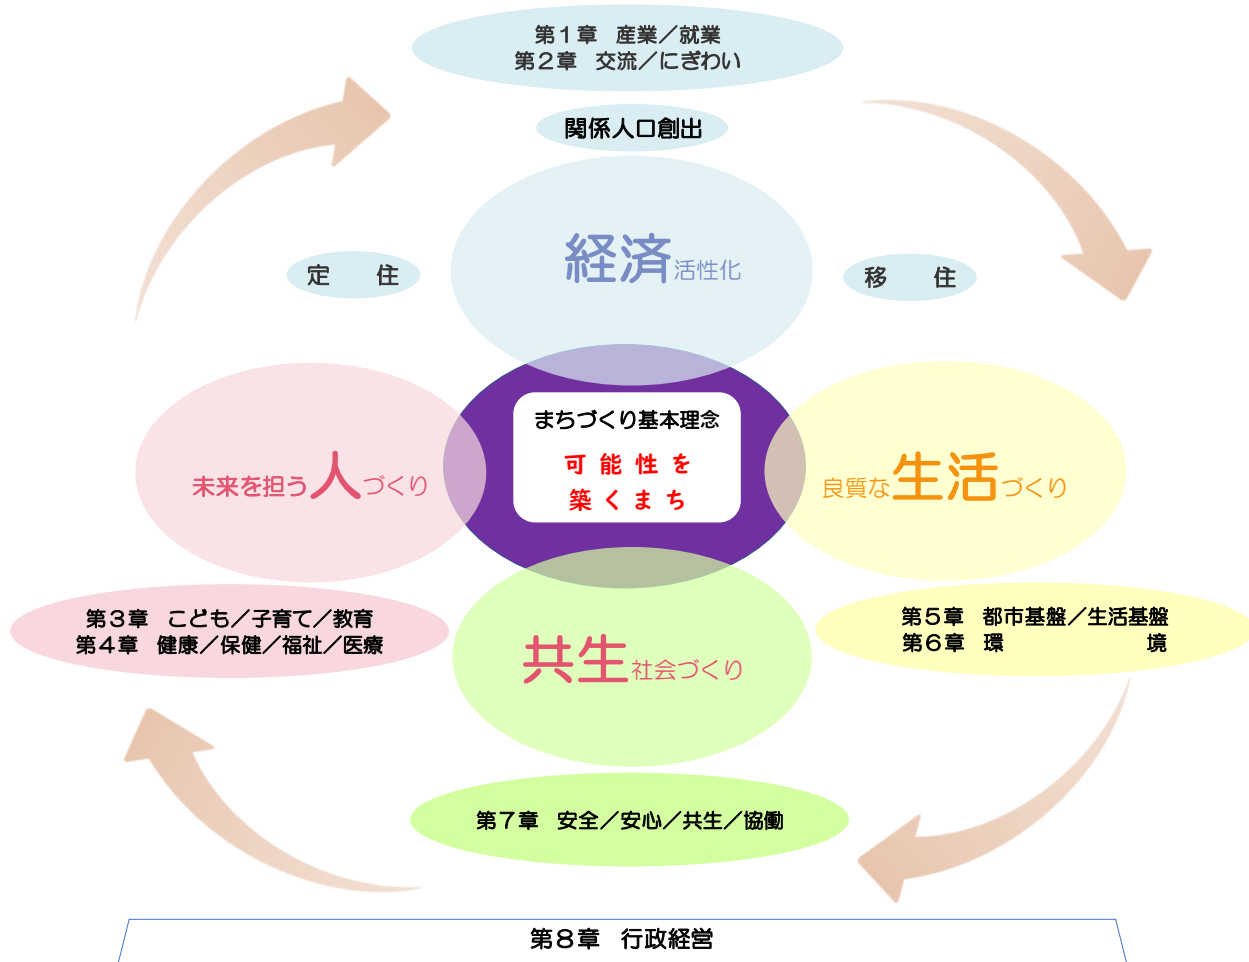 第１章　産業／就業
第２章　交流／にぎわい
関係人口創出
経済活性化
定　　住
移　　住
まちづくり基本理念
可能性を
築くまち
未来を担う人づくり
良質な生活づくり
第３章　こども／子育て／教育
第４章　健康／保健／福祉／医療
第５章　都市基盤／生活基盤
第６章　環　　　　　　　境
共生社会づくり
第７章　安全／安心／共生／協働
第８章　行政経営